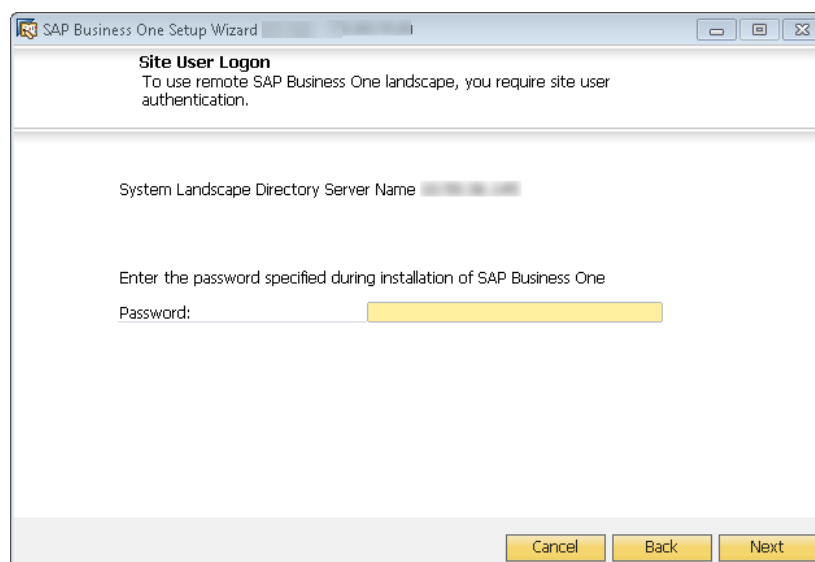 SAP Business One Setup Wizard
Site User Logon
To use remote SAP Business One landscape, you require site user
authentication.
System Landscape Directory Server Name
Enter the password specified during installation of SAP Business One
Password:
Cancel
Back
Next